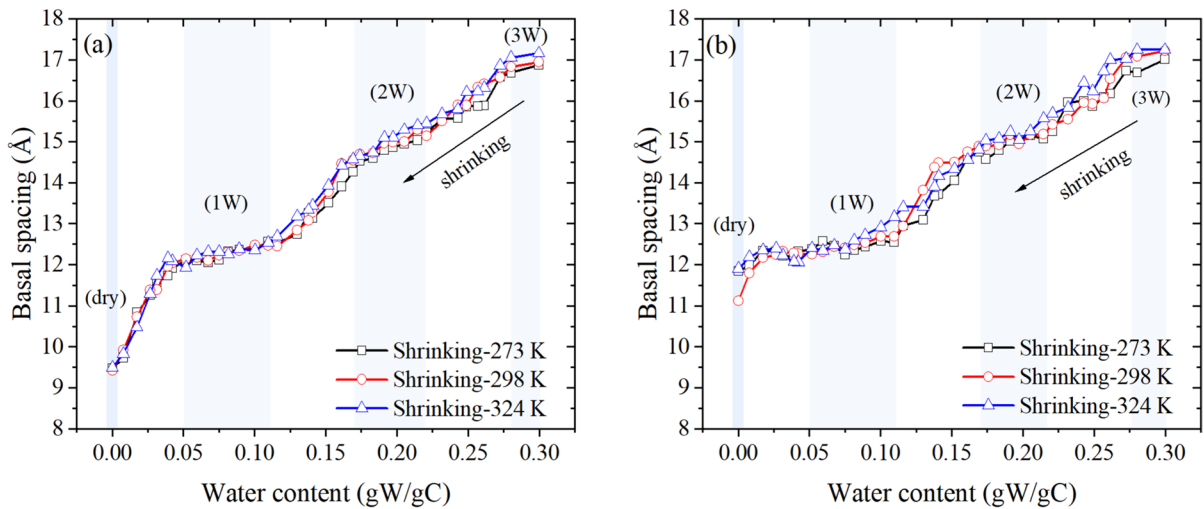 (a)
Basal spacing (Å)
18
17
16
15
14
13
12
11
10
9
8
(3W)
(2W)
shrinking
(1W)
(dry)
Shrinking-273 K
Shrinking-298 K
Shrinking-324 K
0.00 0.05 0.10 0.15 0.20 0.25 0.30
Water content (gW/gC)
(b)
Basal spacing (Å)
18
17
16
15
14
13
12
11
10
9
8
(2W)
(3W)
shrinking
(1W)
(dry)
Shrinking-273 K
Shrinking-298 K
Shrinking-324 K
0.00 0.05 0.10 0.15 0.20 0.25 0.30
Water content (gW/gC)